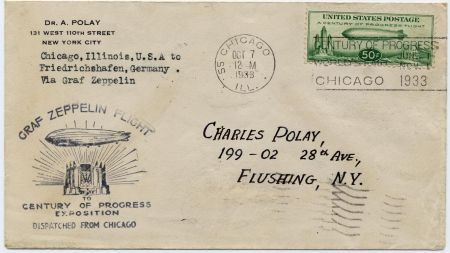 DR. A. POLAY
131 WEST 110TH STREET
NEW YORK CITY
Chicago, Illinois, U.S.A to
Friedrichshafen, Germany.
Via Graf Zeppelin
CHICAGO
OCT 7
12-M
1933
ILL.
UNITED STATES POSTAGE
A CENTURY OF PROGRESS FLIGHT
50¢
CENTURY OF PROGRESS
JUNE
CHICAGO 1933
GRAF ZEPPELIN FLIGHT
TO
CENTURY OF PROGRESS
EXPOSITION
DISPATCHED FROM CHICAGO
CHARLES POLAY,
199-02 28th AVE.,
FLUSHING, N.Y.